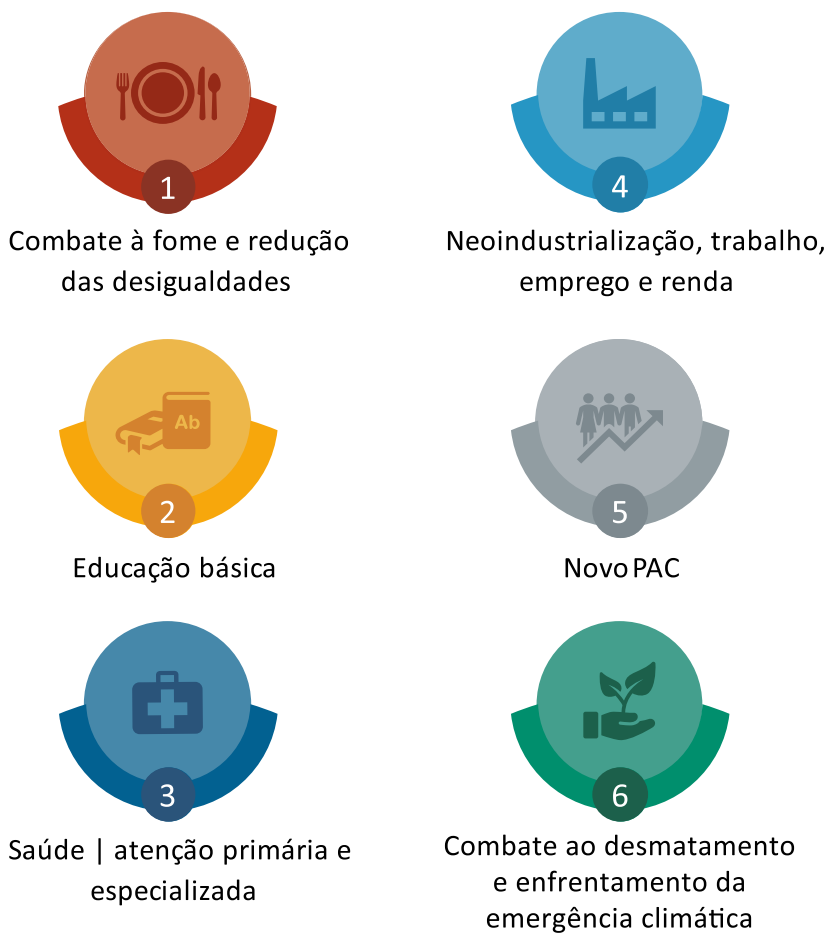 1
Combate à fome e redução
das desigualdades
Ab
2
Educação básica
3
Saúde | atenção primária e
especializada
4
Neoindustrialização, trabalho,
emprego e renda
5
Novo PAC
6
Combate ao desmatamento
e enfrentamento da
emergência climática